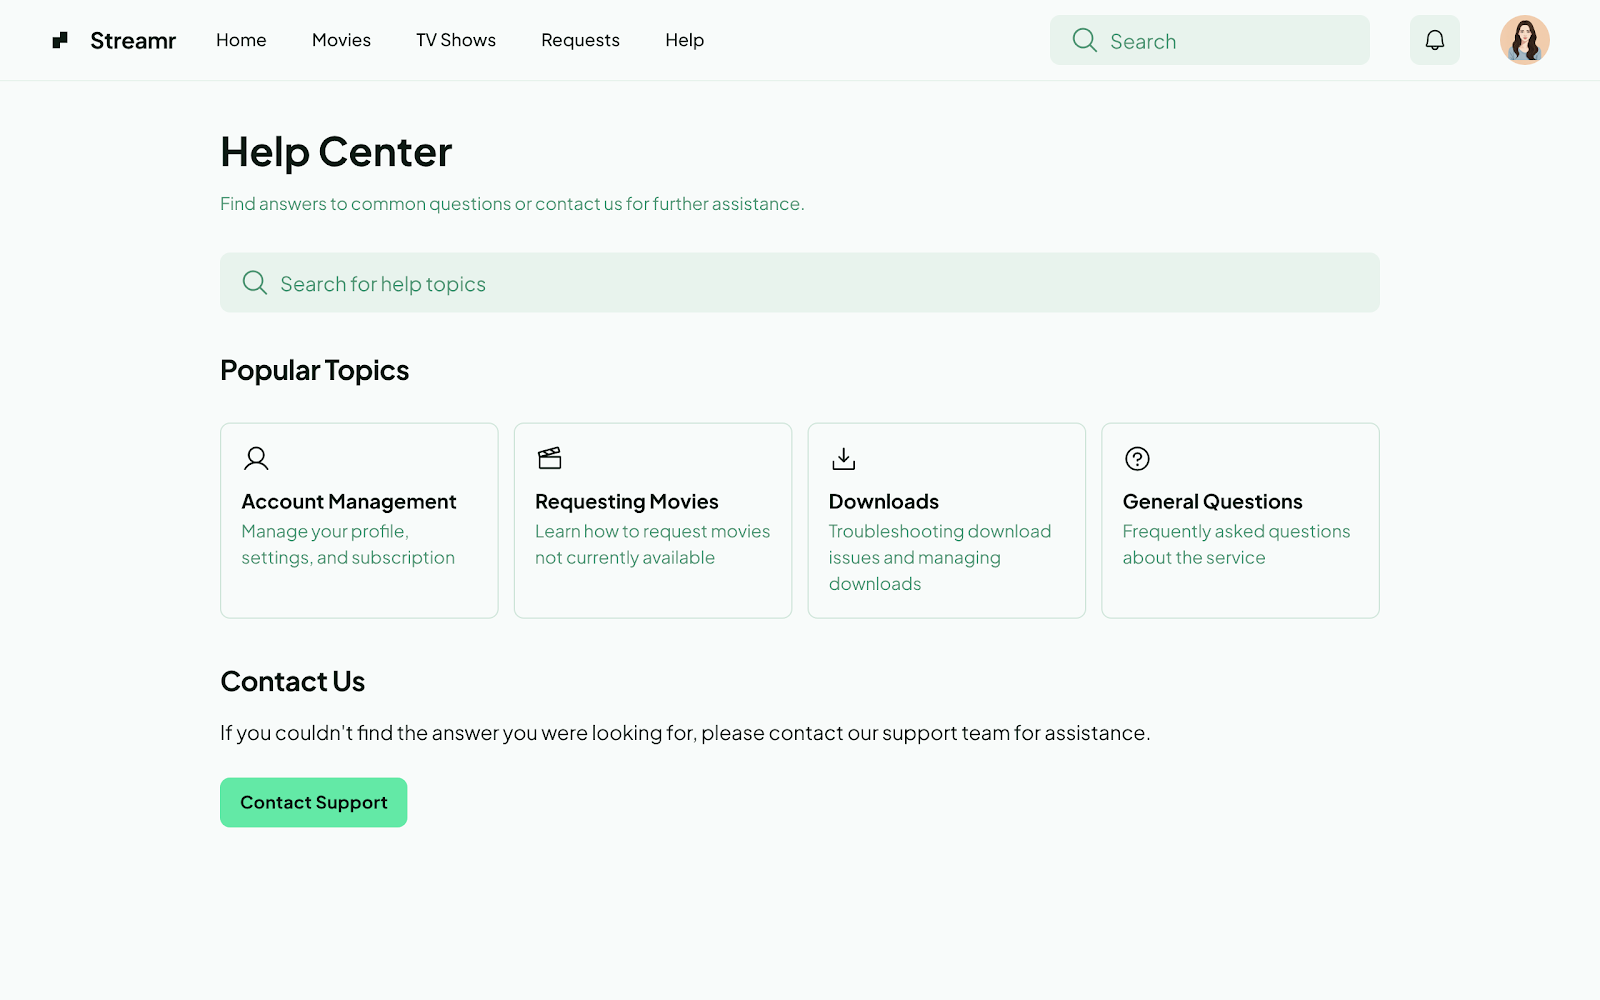 Streamr Home Movies TV Shows Requests Help Search
Help Center
Find answers to common questions or contact us for further assistance.
Search for help topics
Popular Topics
Account Management
Manage your profile,
settings, and subscription
Requesting Movies
Learn how to request movies
not currently available
Downloads
Troubleshooting download
issues and managing
downloads
General Questions
Frequently asked questions
about the service
Contact Us
If you couldn't find the answer you were looking for, please contact our support team for assistance.
Contact Support